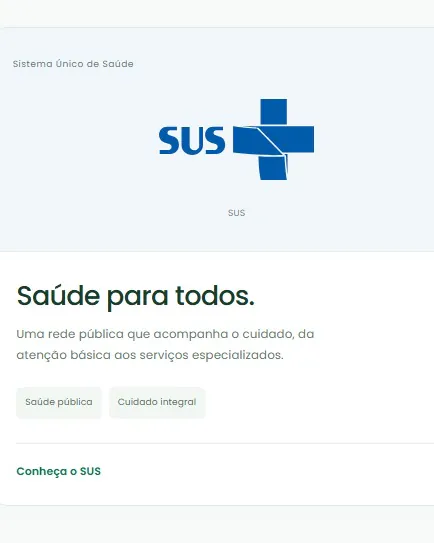 Sistema Único de Saúde
SUS
SUS
Saúde para todos.
Uma rede pública que acompanha o cuidado, da
atenção básica aos serviços especializados.
Saúde pública
Cuidado integral
Conheça o SUS